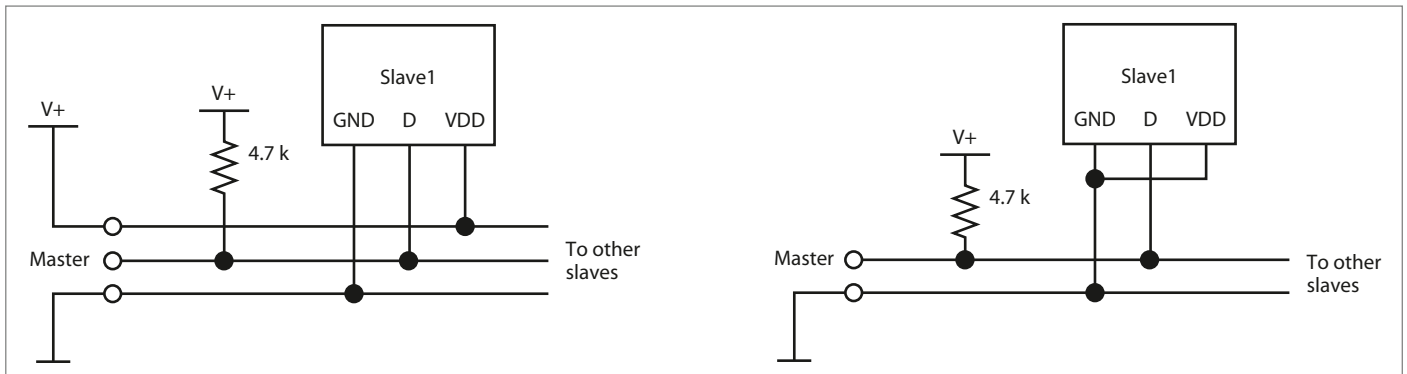 Slave1
GND D VDD
V+
V+
4.7 k
Master
To other
slaves
Slave1
GND D VDD
V+
4.7 k
Master
To other
slaves